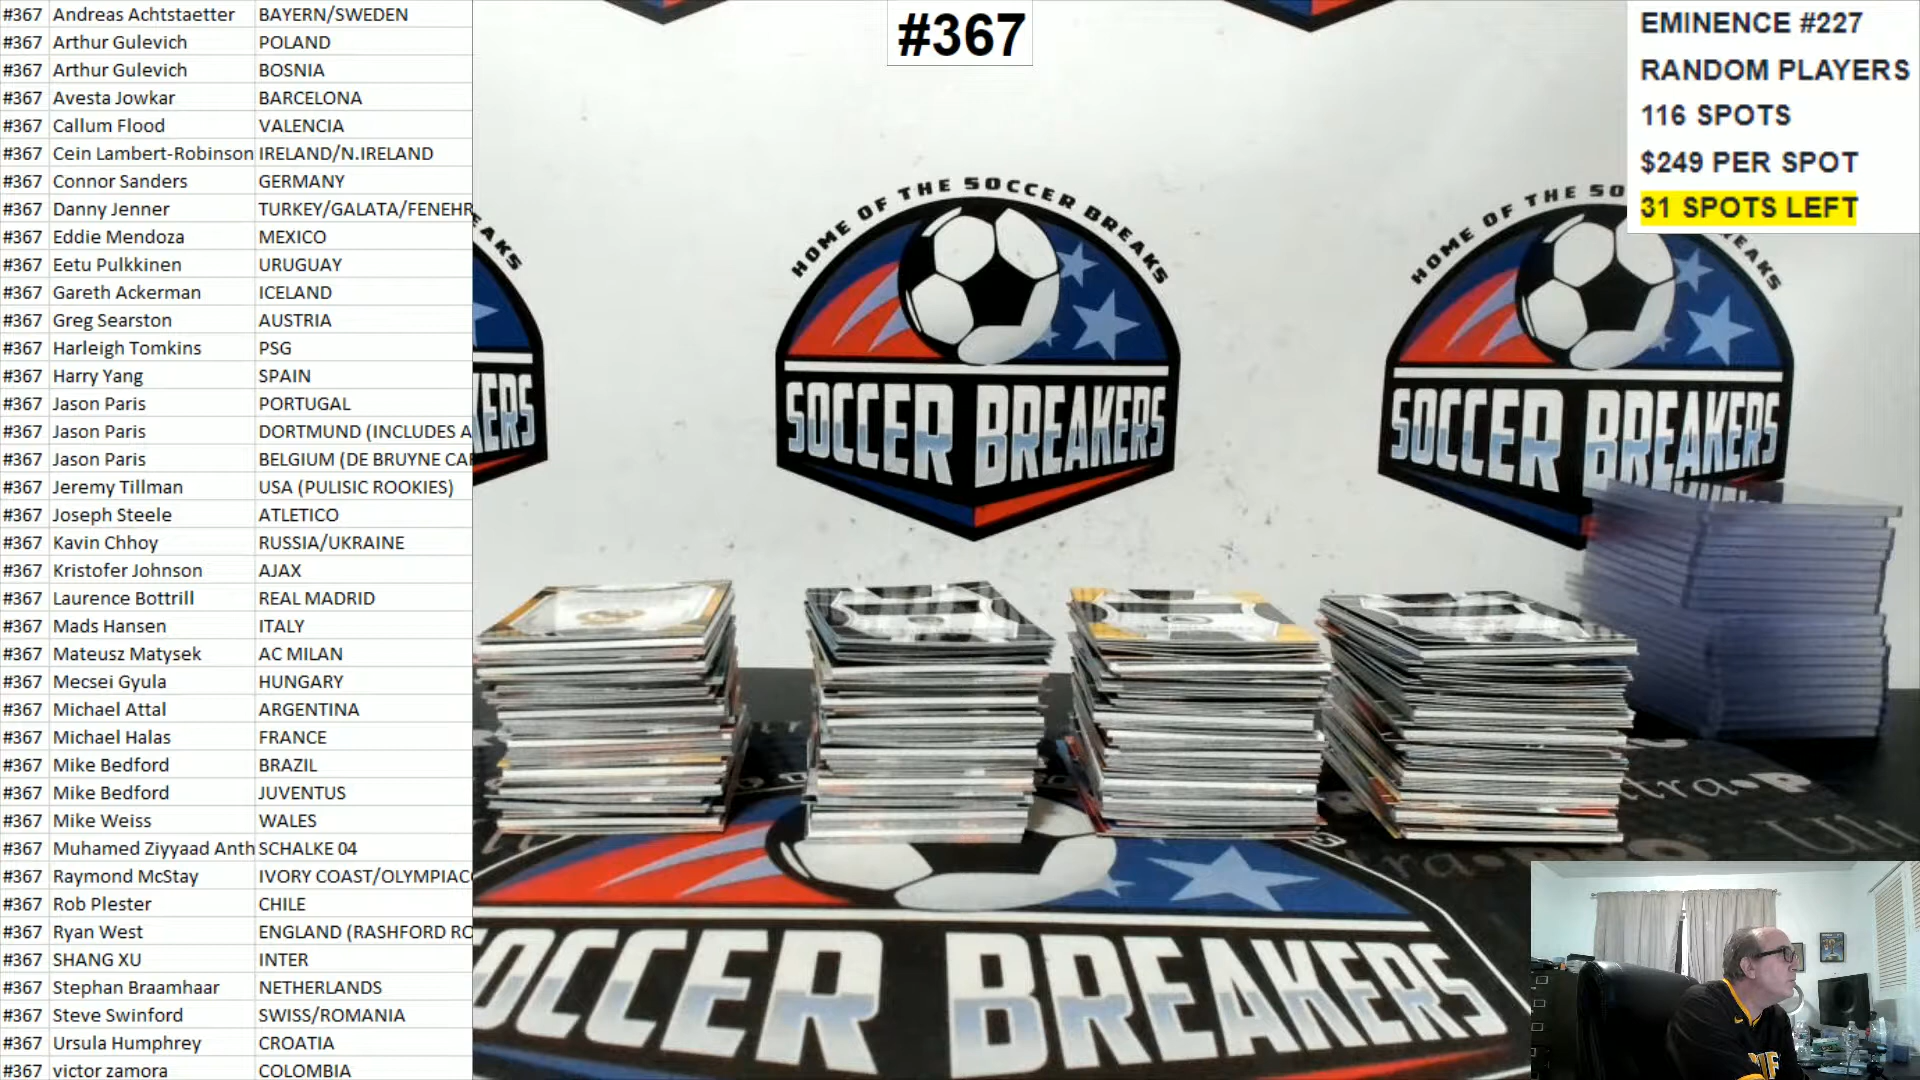 #367 Andreas Achtstaetter BAYERN/SWEDEN
#367 Arthur Gulevich POLAND
#367 Arthur Gulevich BOSNIA
#367 Avesta Jowkar BARCELONA
#367 Callum Flood VALENCIA
#367 Cein Lambert-Robinson IRELAND/N.IRELAND
#367 Connor Sanders GERMANY
#367 Danny Jenner TURKEY/GALATA/FENEHR
#367 Eddie Mendoza MEXICO
#367 Eetu Pulkkinen URUGUAY
#367 Gareth Ackerman ICELAND
#367 Greg Searston AUSTRIA
#367 Harleigh Tomkins PSG
#367 Harry Yang SPAIN
#367 Jason Paris PORTUGAL
#367 Jason Paris DORTMUND (INCLUDES A
#367 Jason Paris BELGIUM (DE BRUYNE CAR
#367 Jeremy Tillman USA (PULISIC ROOKIES)
#367 Joseph Steele ATLETICO
#367 Kavin Chhoy RUSSIA/UKRAINE
#367 Kristofer Johnson AJAX
#367 Laurence Bottrill REAL MADRID
#367 Mads Hansen ITALY
#367 Mateusz Matysek AC MILAN
#367 Mecsei Gyula HUNGARY
#367 Michael Attal ARGENTINA
#367 Michael Halas FRANCE
#367 Mike Bedford BRAZIL
#367 Mike Bedford JUVENTUS
#367 Mike Weiss WALES
#367 Muhamed Ziyyaad Anth SCHALKE 04
#367 Raymond McStay IVORY COAST/OLYMPIAC
#367 Rob Plester CHILE
#367 Ryan West ENGLAND (RASHFORD RO
#367 SHANG XU INTER
#367 Stephan Braamhaar NETHERLANDS
#367 Steve Swinford SWISS/ROMANIA
#367 Ursula Humphrey CROATIA
#367 victor zamora COLOMBIA
#367
EMINENCE #227
RANDOM PLAYERS
116 SPOTS
$249 PER SPOT
31 SPOTS LEFT
EAKS
KERS
HOME OF THE SOCCER BREAKS
SOCCER BREAKERS
HOME OF THE SO
REAKS
SOCCER BREAKERS
OCCER BREAKERS